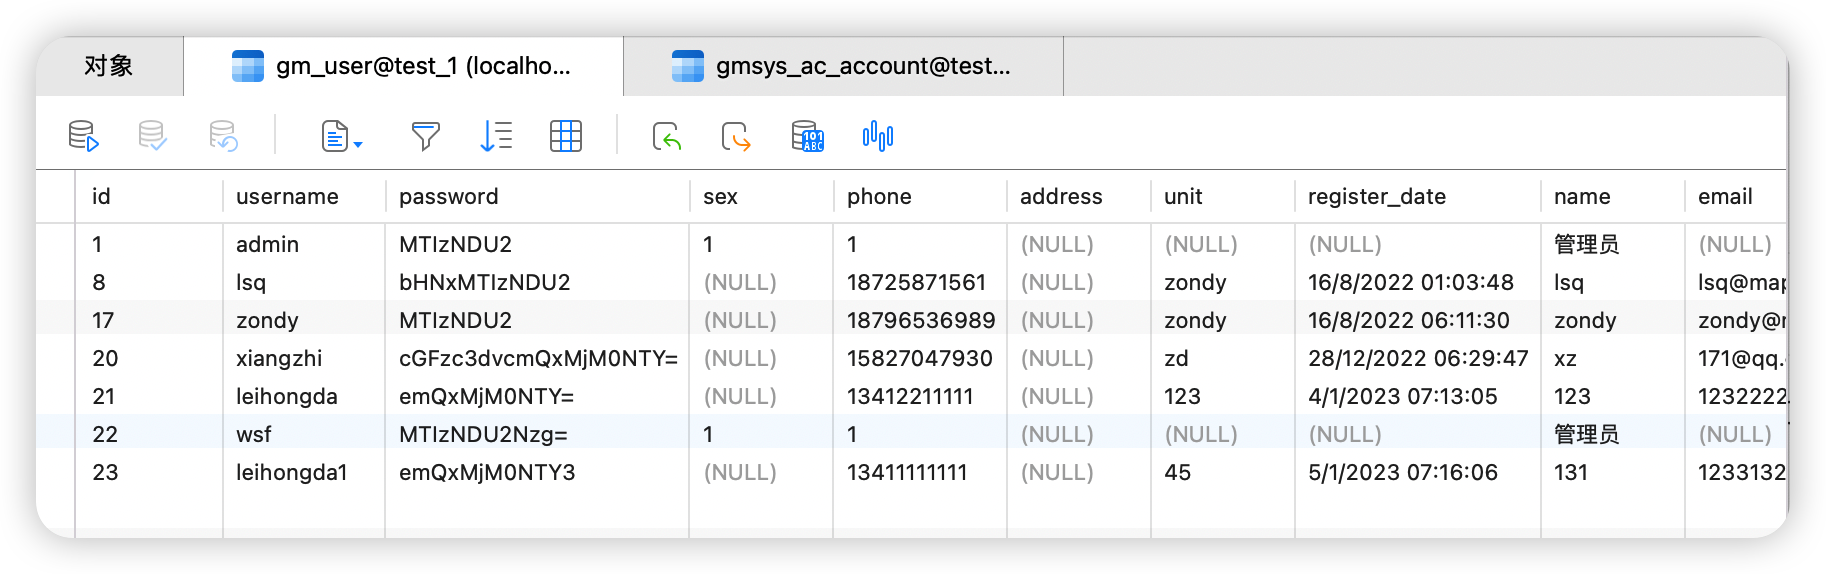 对象 gm_user@test_1 (localho... gmsys_ac_account@test...
id username password sex phone address unit register_date name email
1 admin MTIzNDU2 1 1 (NULL) (NULL) (NULL) 管理员 (NULL)
8 lsq bHNxMTIzNDU2 (NULL) 18725871561 (NULL) zondy 16/8/2022 01:03:48 lsq lsq@map
17 zondy MTIzNDU2 (NULL) 18796536989 (NULL) zondy 16/8/2022 06:11:30 zondy zondy@
20 xiangzhi cGFzc3dvcmQxMjM0NTY= (NULL) 15827047930 (NULL) zd 28/12/2022 06:29:47 xz 171@qq.
21 leihongda emQxMjM0NTY= (NULL) 13412211111 (NULL) 123 4/1/2023 07:13:05 123 1232222
22 wsf MTIzNDU2Nzg= 1 1 (NULL) (NULL) (NULL) 管理员 (NULL)
23 leihongda1 emQxMjM0NTY3 (NULL) 13411111111 (NULL) 45 5/1/2023 07:16:06 131 1233132